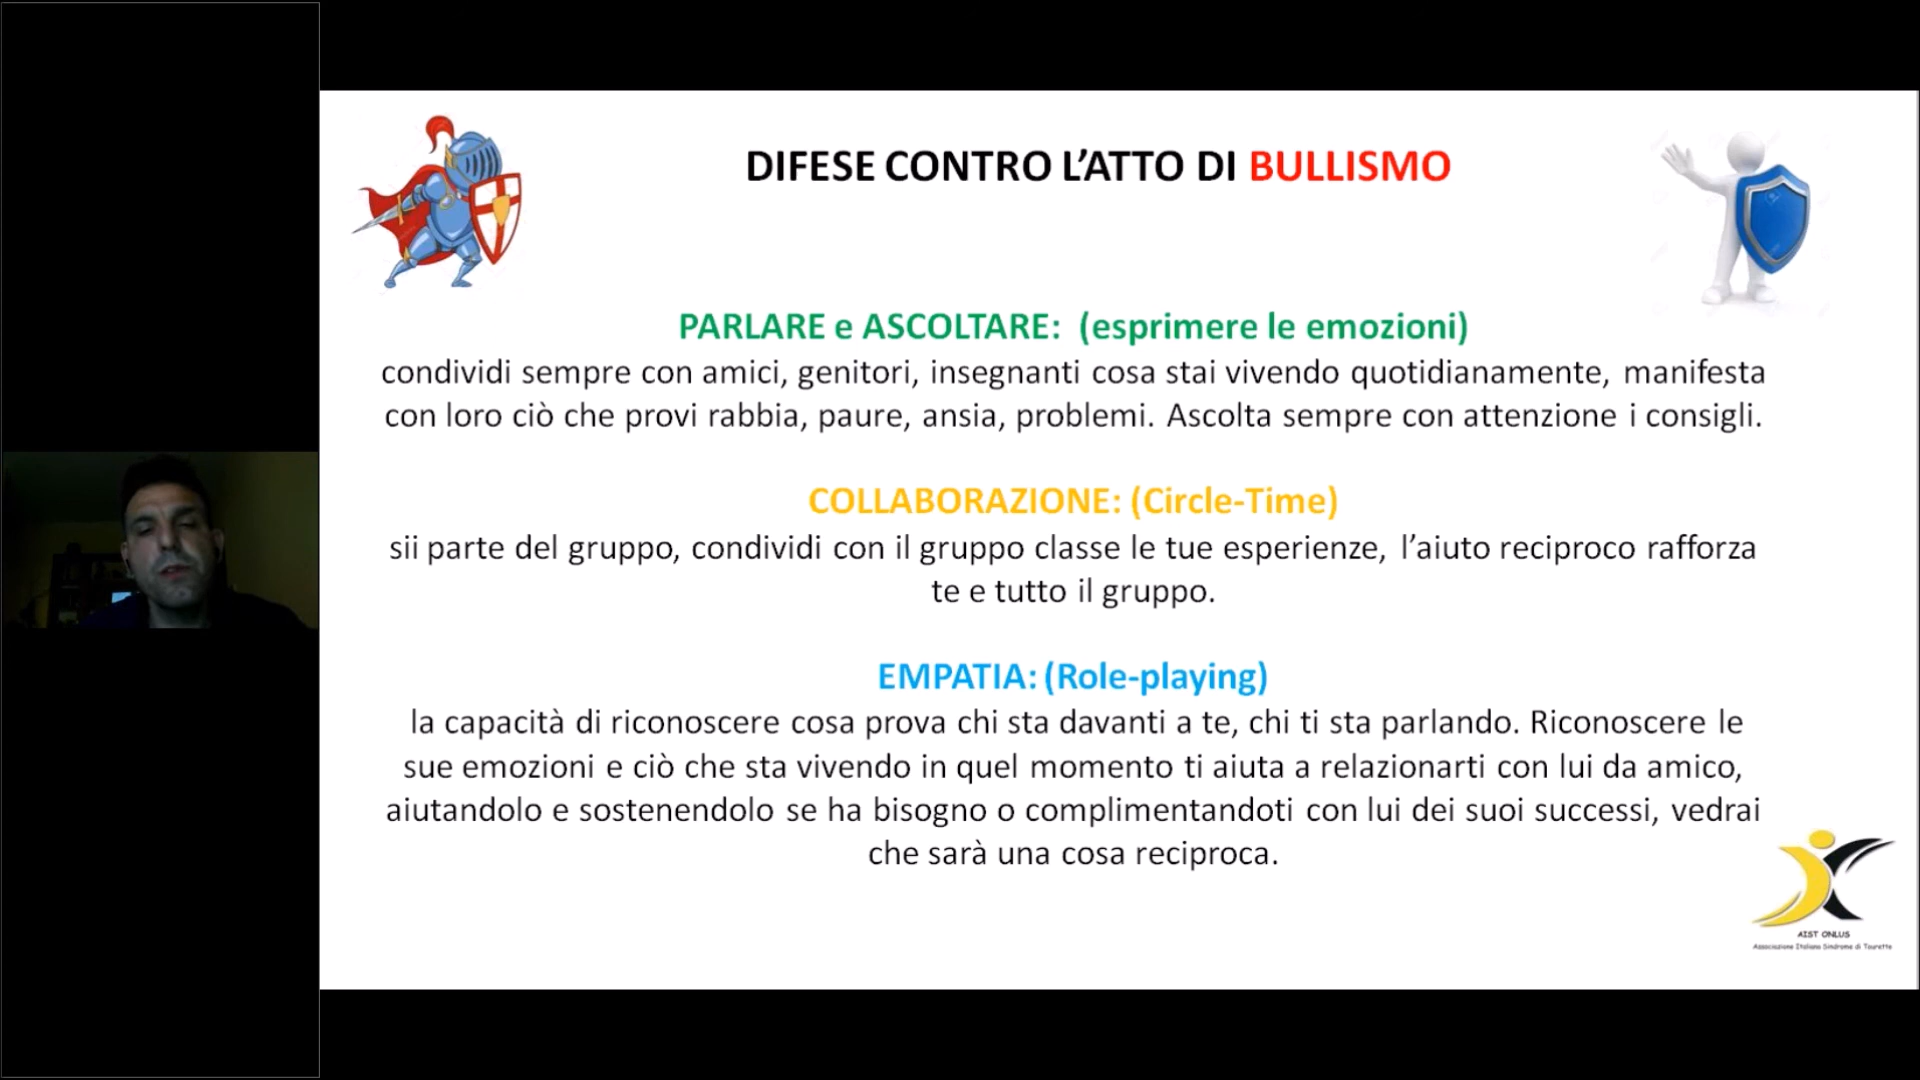 DIFESE CONTRO L’ATTO DI BULLISMO
PARLARE e ASCOLTARE: (esprimere le emozioni)
condividi sempre con amici, genitori, insegnanti cosa stai vivendo quotidianamente, manifesta
con loro ciò che provi rabbia, paure, ansia, problemi. Ascolta sempre con attenzione i consigli.
COLLABORAZIONE: (Circle-Time)
sii parte del gruppo, condividi con il gruppo classe le tue esperienze, l’aiuto reciproco rafforza
te e tutto il gruppo.
EMPATIA: (Role-playing)
la capacità di riconoscere cosa prova chi sta davanti a te, chi ti sta parlando. Riconoscere le
sue emozioni e ciò che sta vivendo in quel momento ti aiuta a relazionarti con lui da amico,
aiutandolo e sostenendolo se ha bisogno o complimentandoti con lui dei suoi successi, vedrai
che sarà una cosa reciproca.
AIST ONLUS
Associazione Italiana Sindrome di Tourette